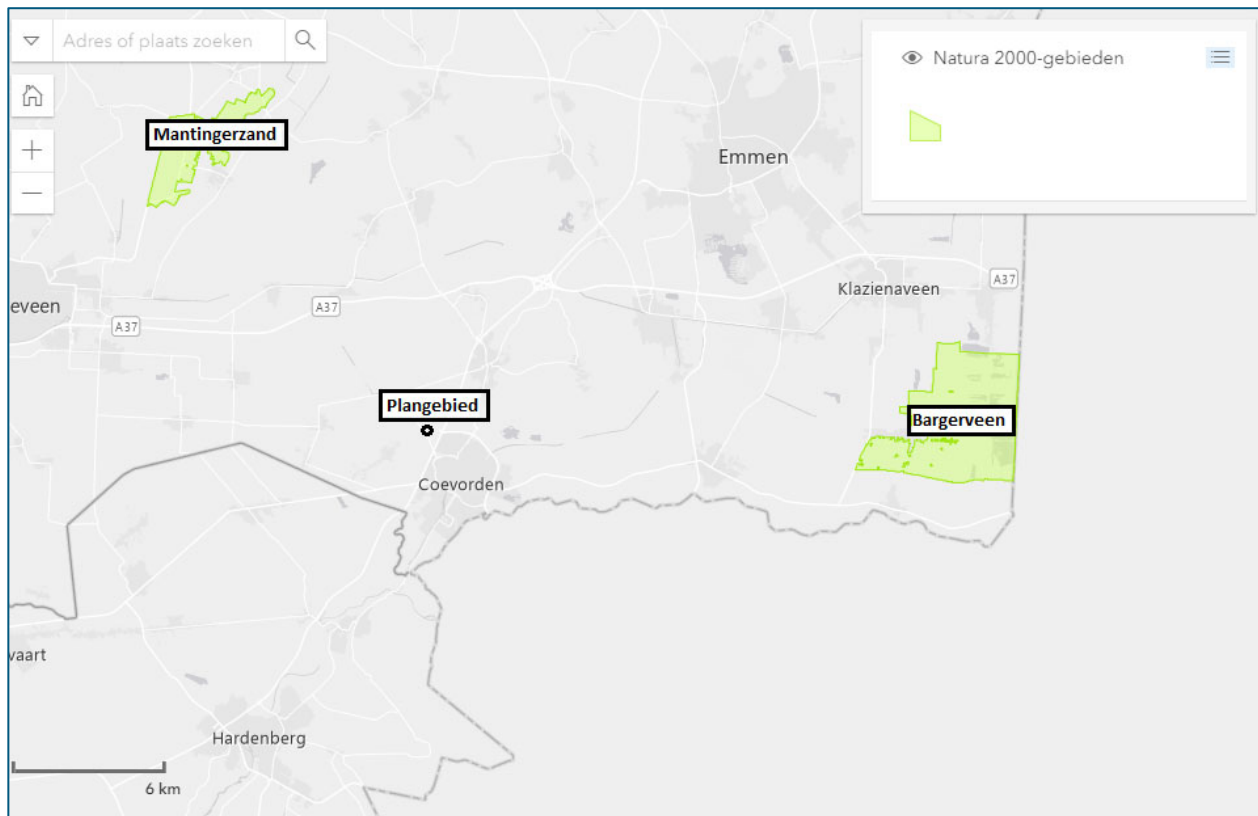 Adres of plaats zoeken
Natura 2000-gebieden
Mantingerzand
Emmen
Klazienaveen
A37
eveen
A37
A37
Plangebied
Bargerveen
Coevorden
vaart
Hardenberg
6 km